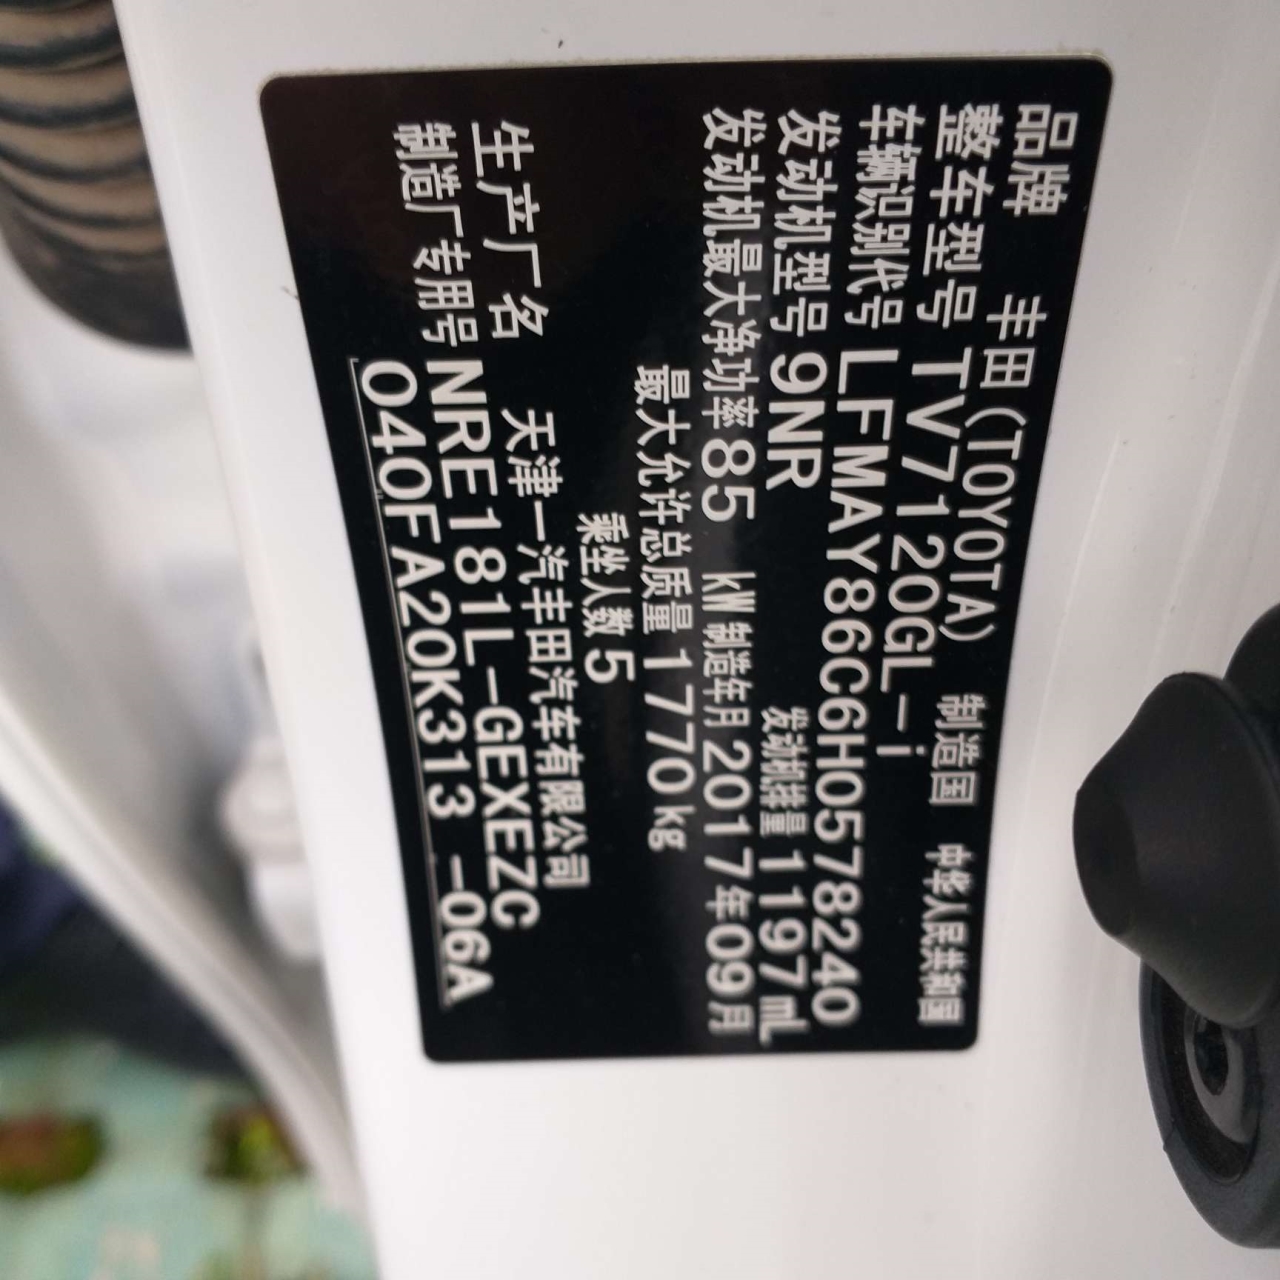 品牌 丰田(TOYOTA) 制造国 中华人民共和国
整车型号 TV7120GL-i
车辆识别代号 LFMAY86C6H0578240
发动机型号 9NR 发动机排量 1197mL
发动机最大净功率 85 kW 制造年月 2017年09月
最大允许总质量 1770kg
乘坐人数 5
生产厂名 天津一汽丰田汽车有限公司
制造厂专用号 NRE181L-GEXEZC
040FA20K313 -06A